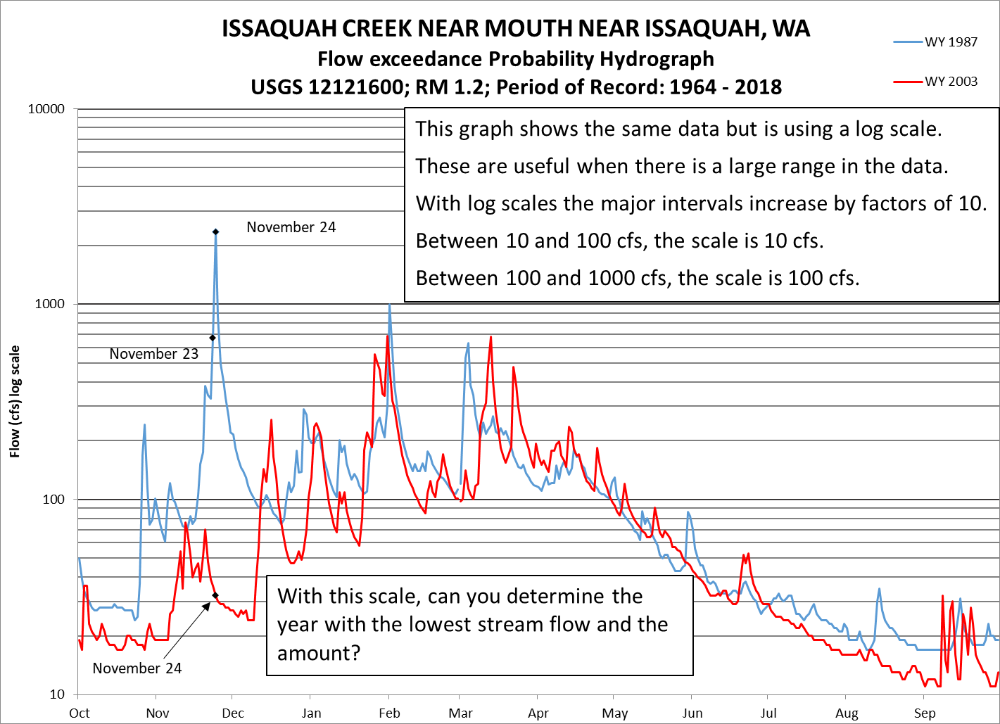 ISSAQUAH CREEK NEAR MOUTH NEAR ISSAQUAH, WA
Flow exceedance Probability Hydrograph
USGS 12121600; RM 1.2; Period of Record: 1964 - 2018
WY 1987
WY 2003
This graph shows the same data but is using a log scale.
These are useful when there is a large range in the data.
With log scales the major intervals increase by factors of 10.
Between 10 and 100 cfs, the scale is 10 cfs.
Between 100 and 1000 cfs, the scale is 100 cfs.
10000
1000
100
10
Flow (cfs) log scale
November 24
November 23
November 24
With this scale, can you determine the
year with the lowest stream flow and the
amount?
Oct Nov Dec Jan Feb Mar Apr May Jun Jul Aug Sep